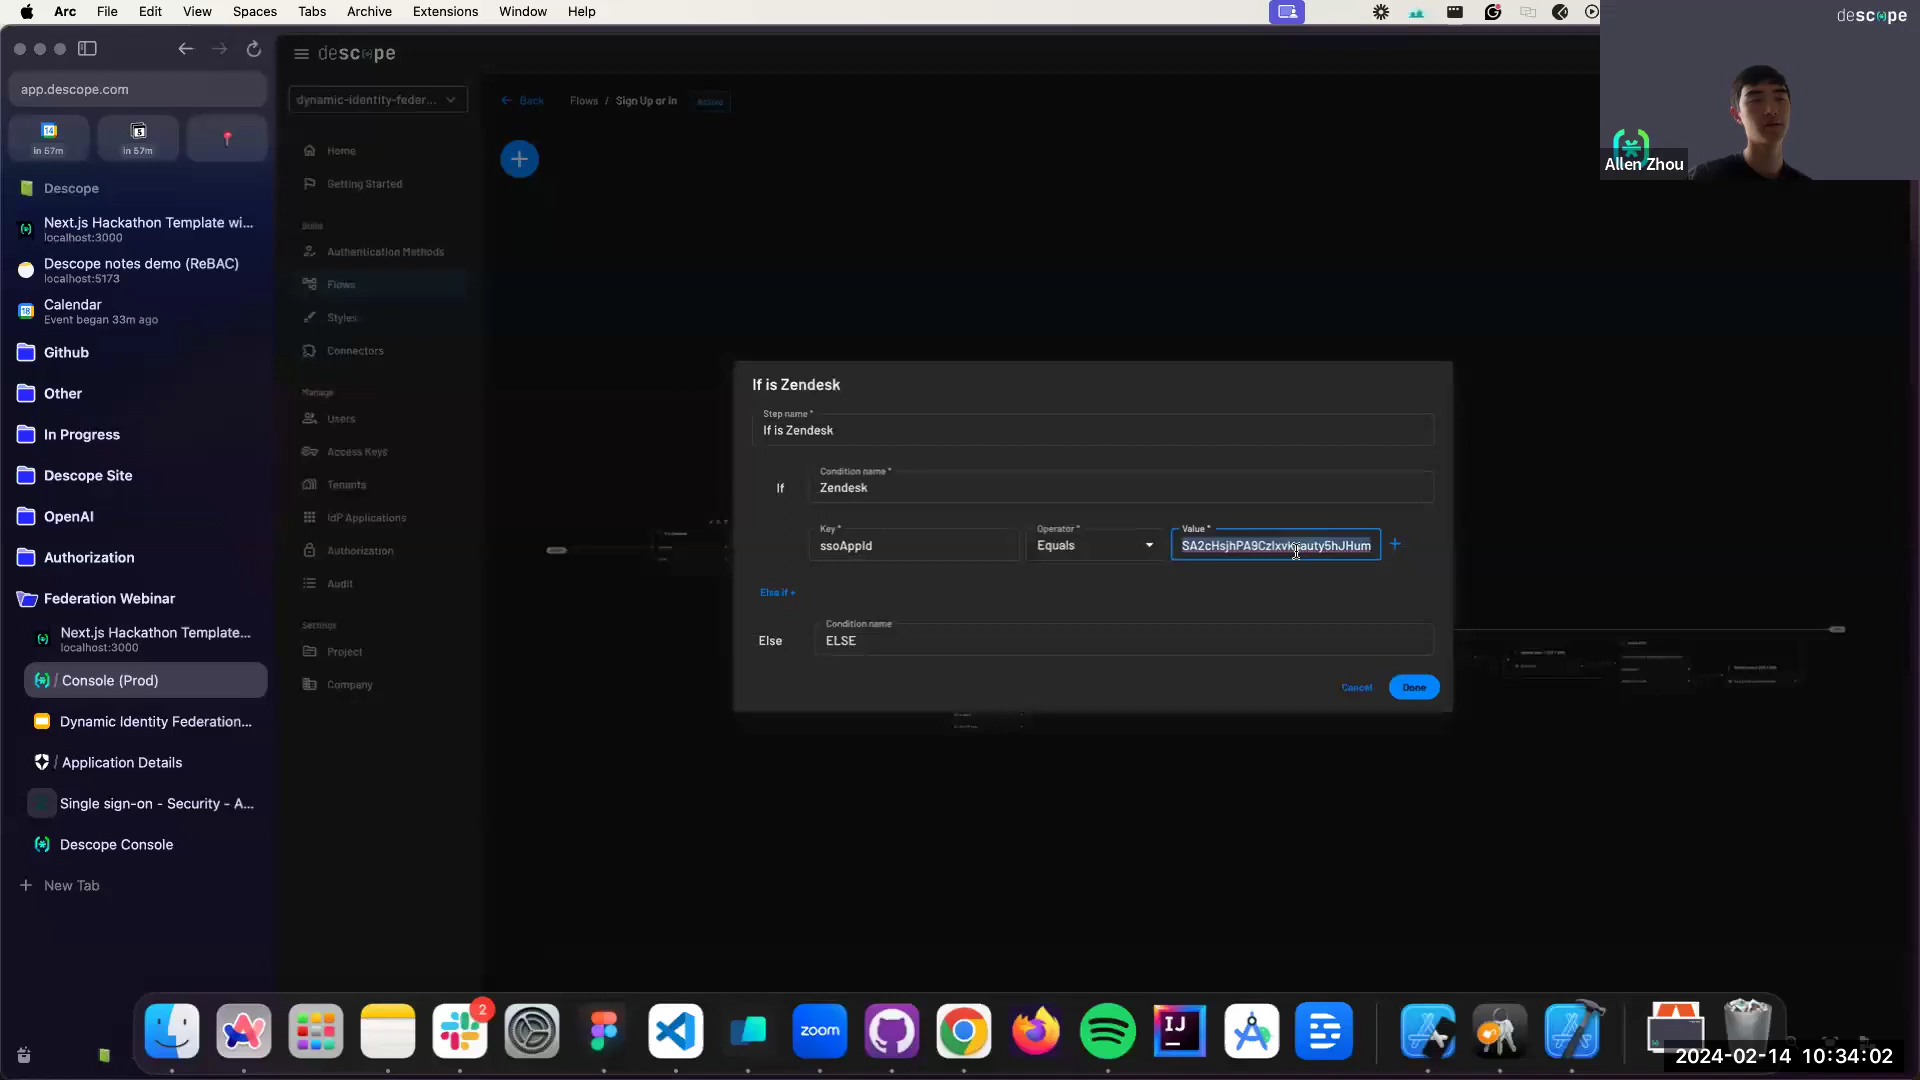 Arc File Edit View Spaces Tabs Archive Extensions Window Help
descope
Allen Zhou
app.descope.com
in 57m
in 57m
Descope
Next.js Hackathon Template wi...
localhost:3000
Descope notes demo (ReBAC)
localhost:5173
Calendar
Event began 33m ago
Github
Other
In Progress
Descope Site
OpenAI
Authorization
Federation Webinar
Next.js Hackathon Template...
localhost:3000
/ Console (Prod)
Dynamic Identity Federation...
/ Application Details
Single sign-on - Security - A...
Descope Console
+ New Tab
descope
dynamic-identity-feder...
Home
Getting Started
Build
Authentication Methods
Flows
Styles
Connectors
Manage
Users
Access Keys
Tenants
IdP Applications
Authorization
Audit
Settings
Project
Company
Back
Flows / Sign Up or In
Active
If is Zendesk
Step name *
If is Zendesk
If
Condition name *
Zendesk
Key *
ssoAppId
Operator *
Equals
Value *
Else if +
Else
Condition name
ELSE
Cancel
Done
2
zoom
IJ
2024-02-14 10:34:02